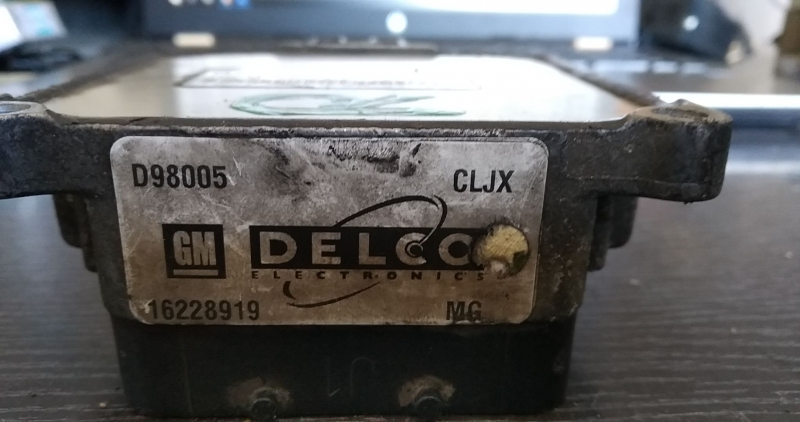 D98005 CLJX
GM DELCO
ELECTRONICS
16228919 MG